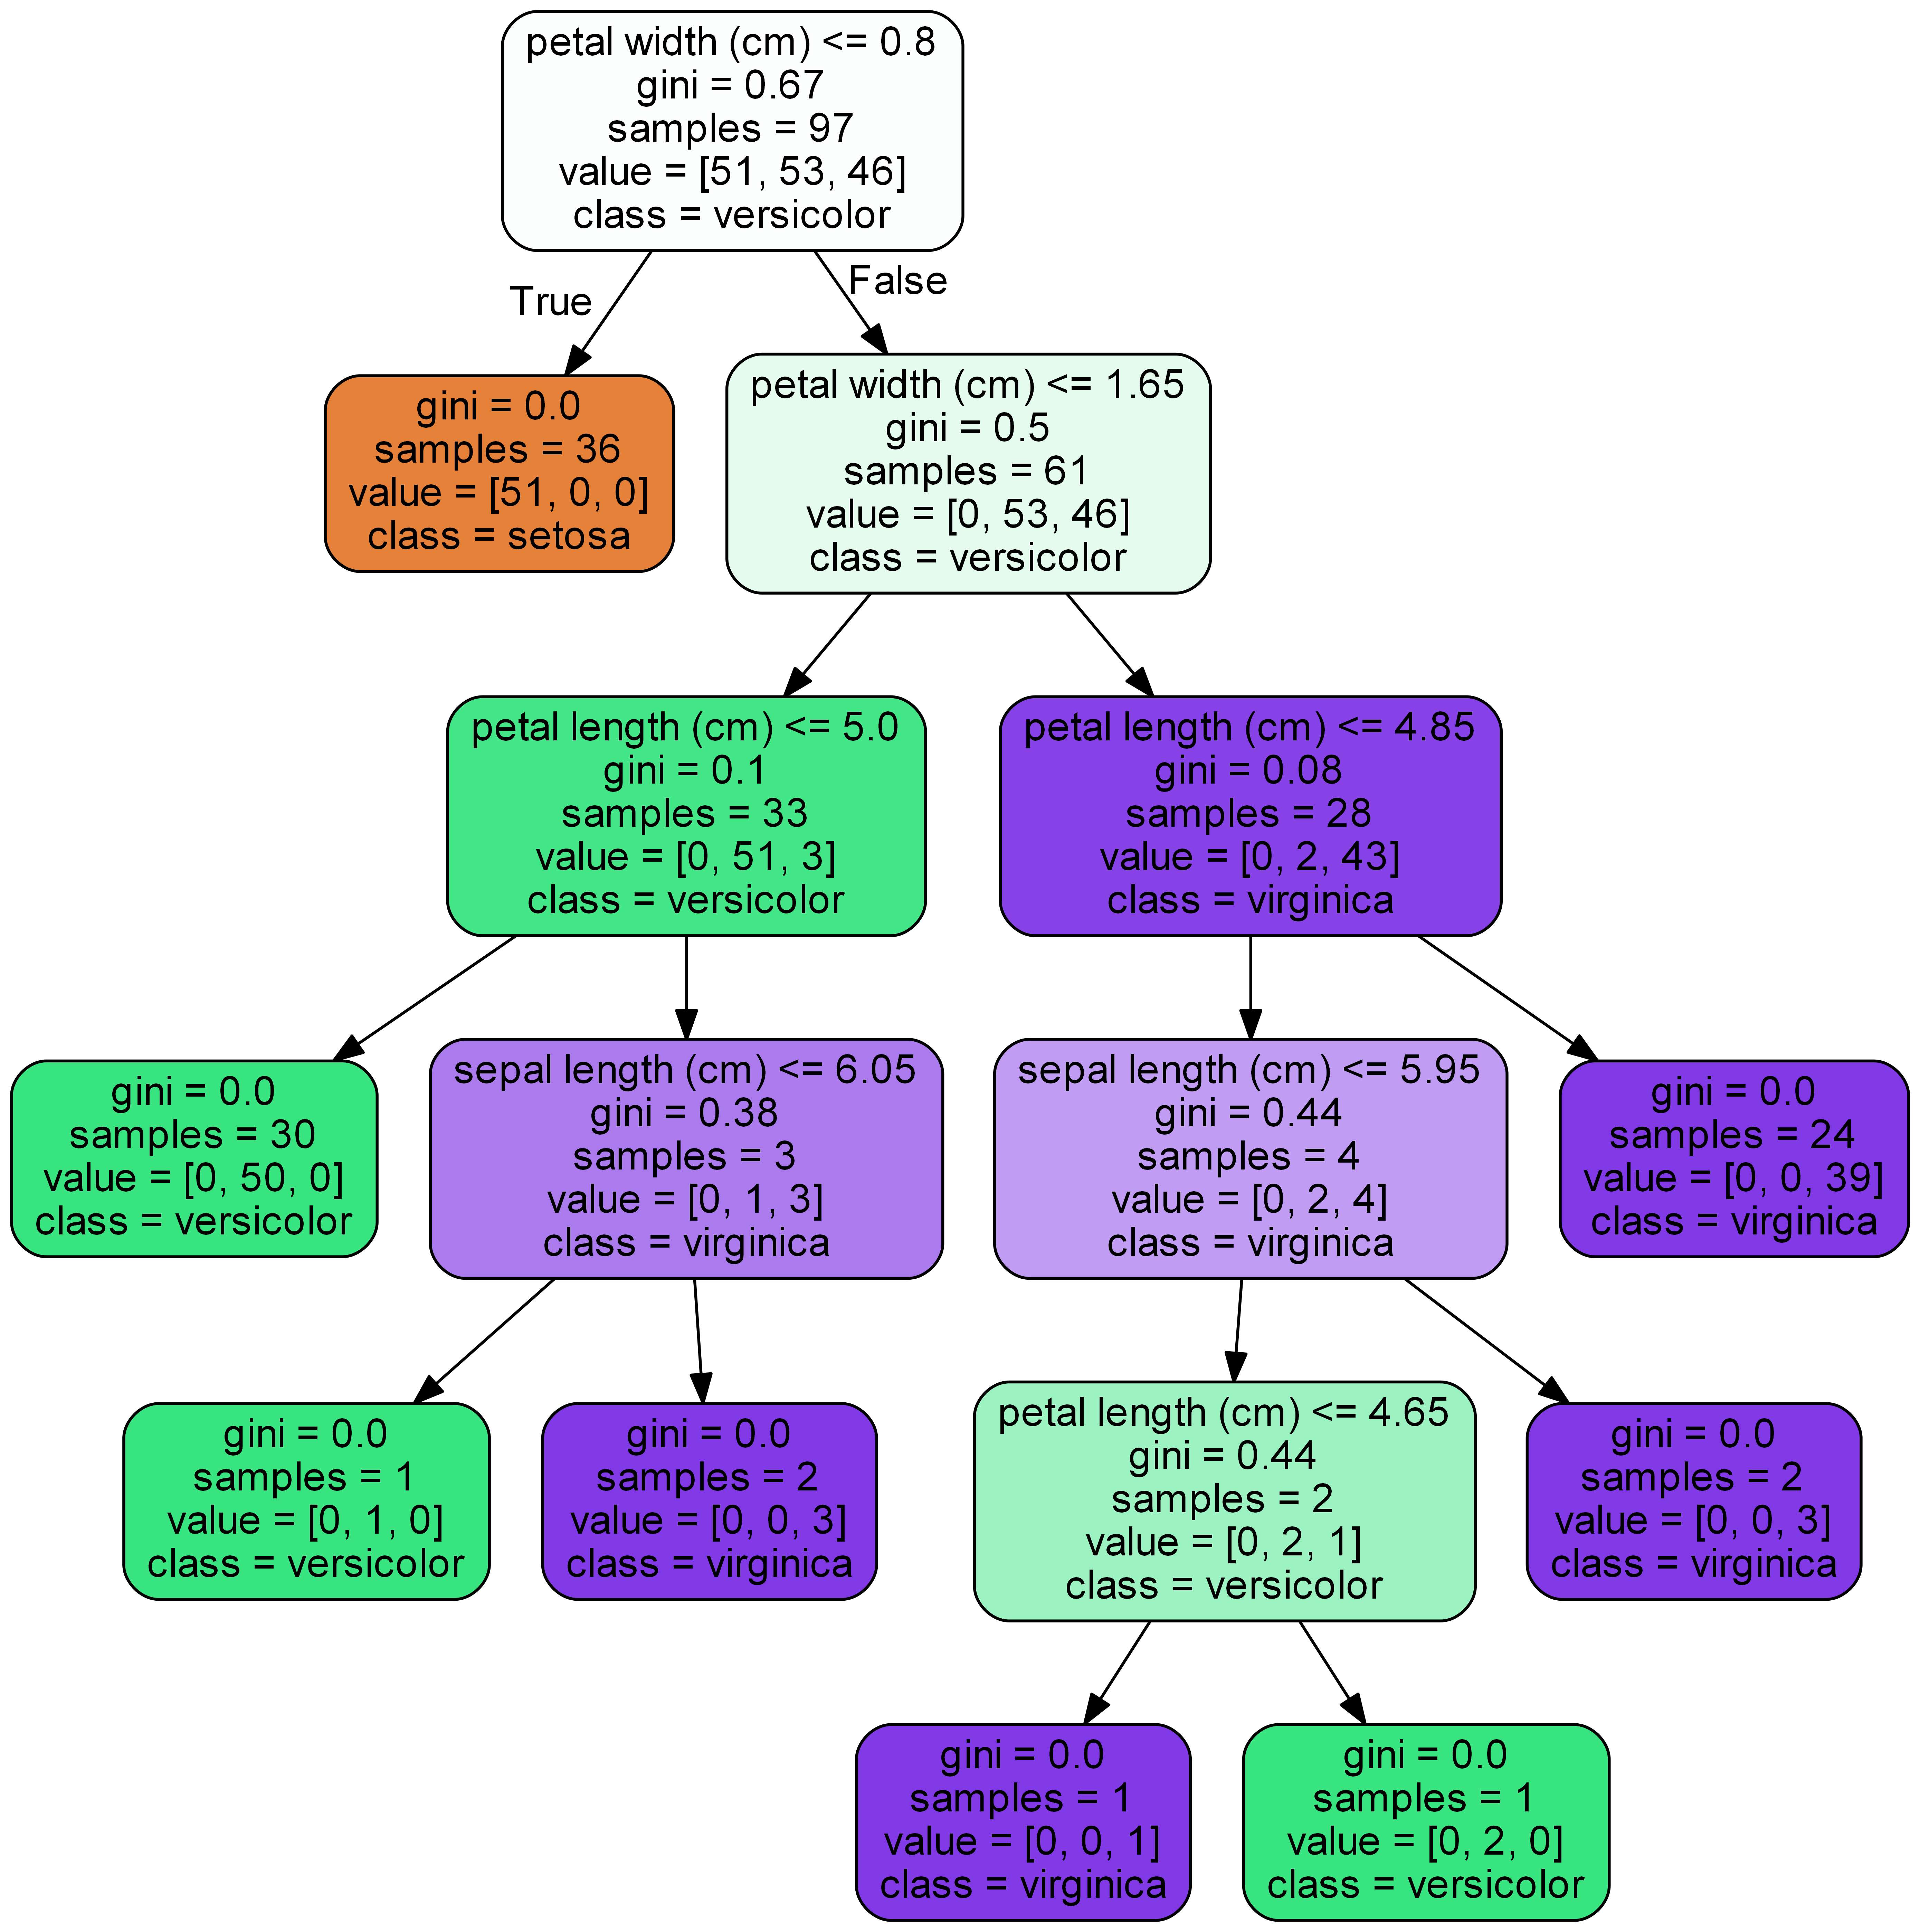 petal width (cm) <= 0.8
gini = 0.67
samples = 97
value = [51, 53, 46]
class = versicolor
True
False
gini = 0.0
samples = 36
value = [51, 0, 0]
class = setosa
petal width (cm) <= 1.65
gini = 0.5
samples = 61
value = [0, 53, 46]
class = versicolor
petal length (cm) <= 5.0
gini = 0.1
samples = 33
value = [0, 51, 3]
class = versicolor
petal length (cm) <= 4.85
gini = 0.08
samples = 28
value = [0, 2, 43]
class = virginica
gini = 0.0
samples = 30
value = [0, 50, 0]
class = versicolor
sepal length (cm) <= 6.05
gini = 0.38
samples = 3
value = [0, 1, 3]
class = virginica
sepal length (cm) <= 5.95
gini = 0.44
samples = 4
value = [0, 2, 4]
class = virginica
gini = 0.0
samples = 24
value = [0, 0, 39]
class = virginica
gini = 0.0
samples = 1
value = [0, 1, 0]
class = versicolor
gini = 0.0
samples = 2
value = [0, 0, 3]
class = virginica
petal length (cm) <= 4.65
gini = 0.44
samples = 2
value = [0, 2, 1]
class = versicolor
gini = 0.0
samples = 2
value = [0, 0, 3]
class = virginica
gini = 0.0
samples = 1
value = [0, 0, 1]
class = virginica
gini = 0.0
samples = 1
value = [0, 2, 0]
class = versicolor